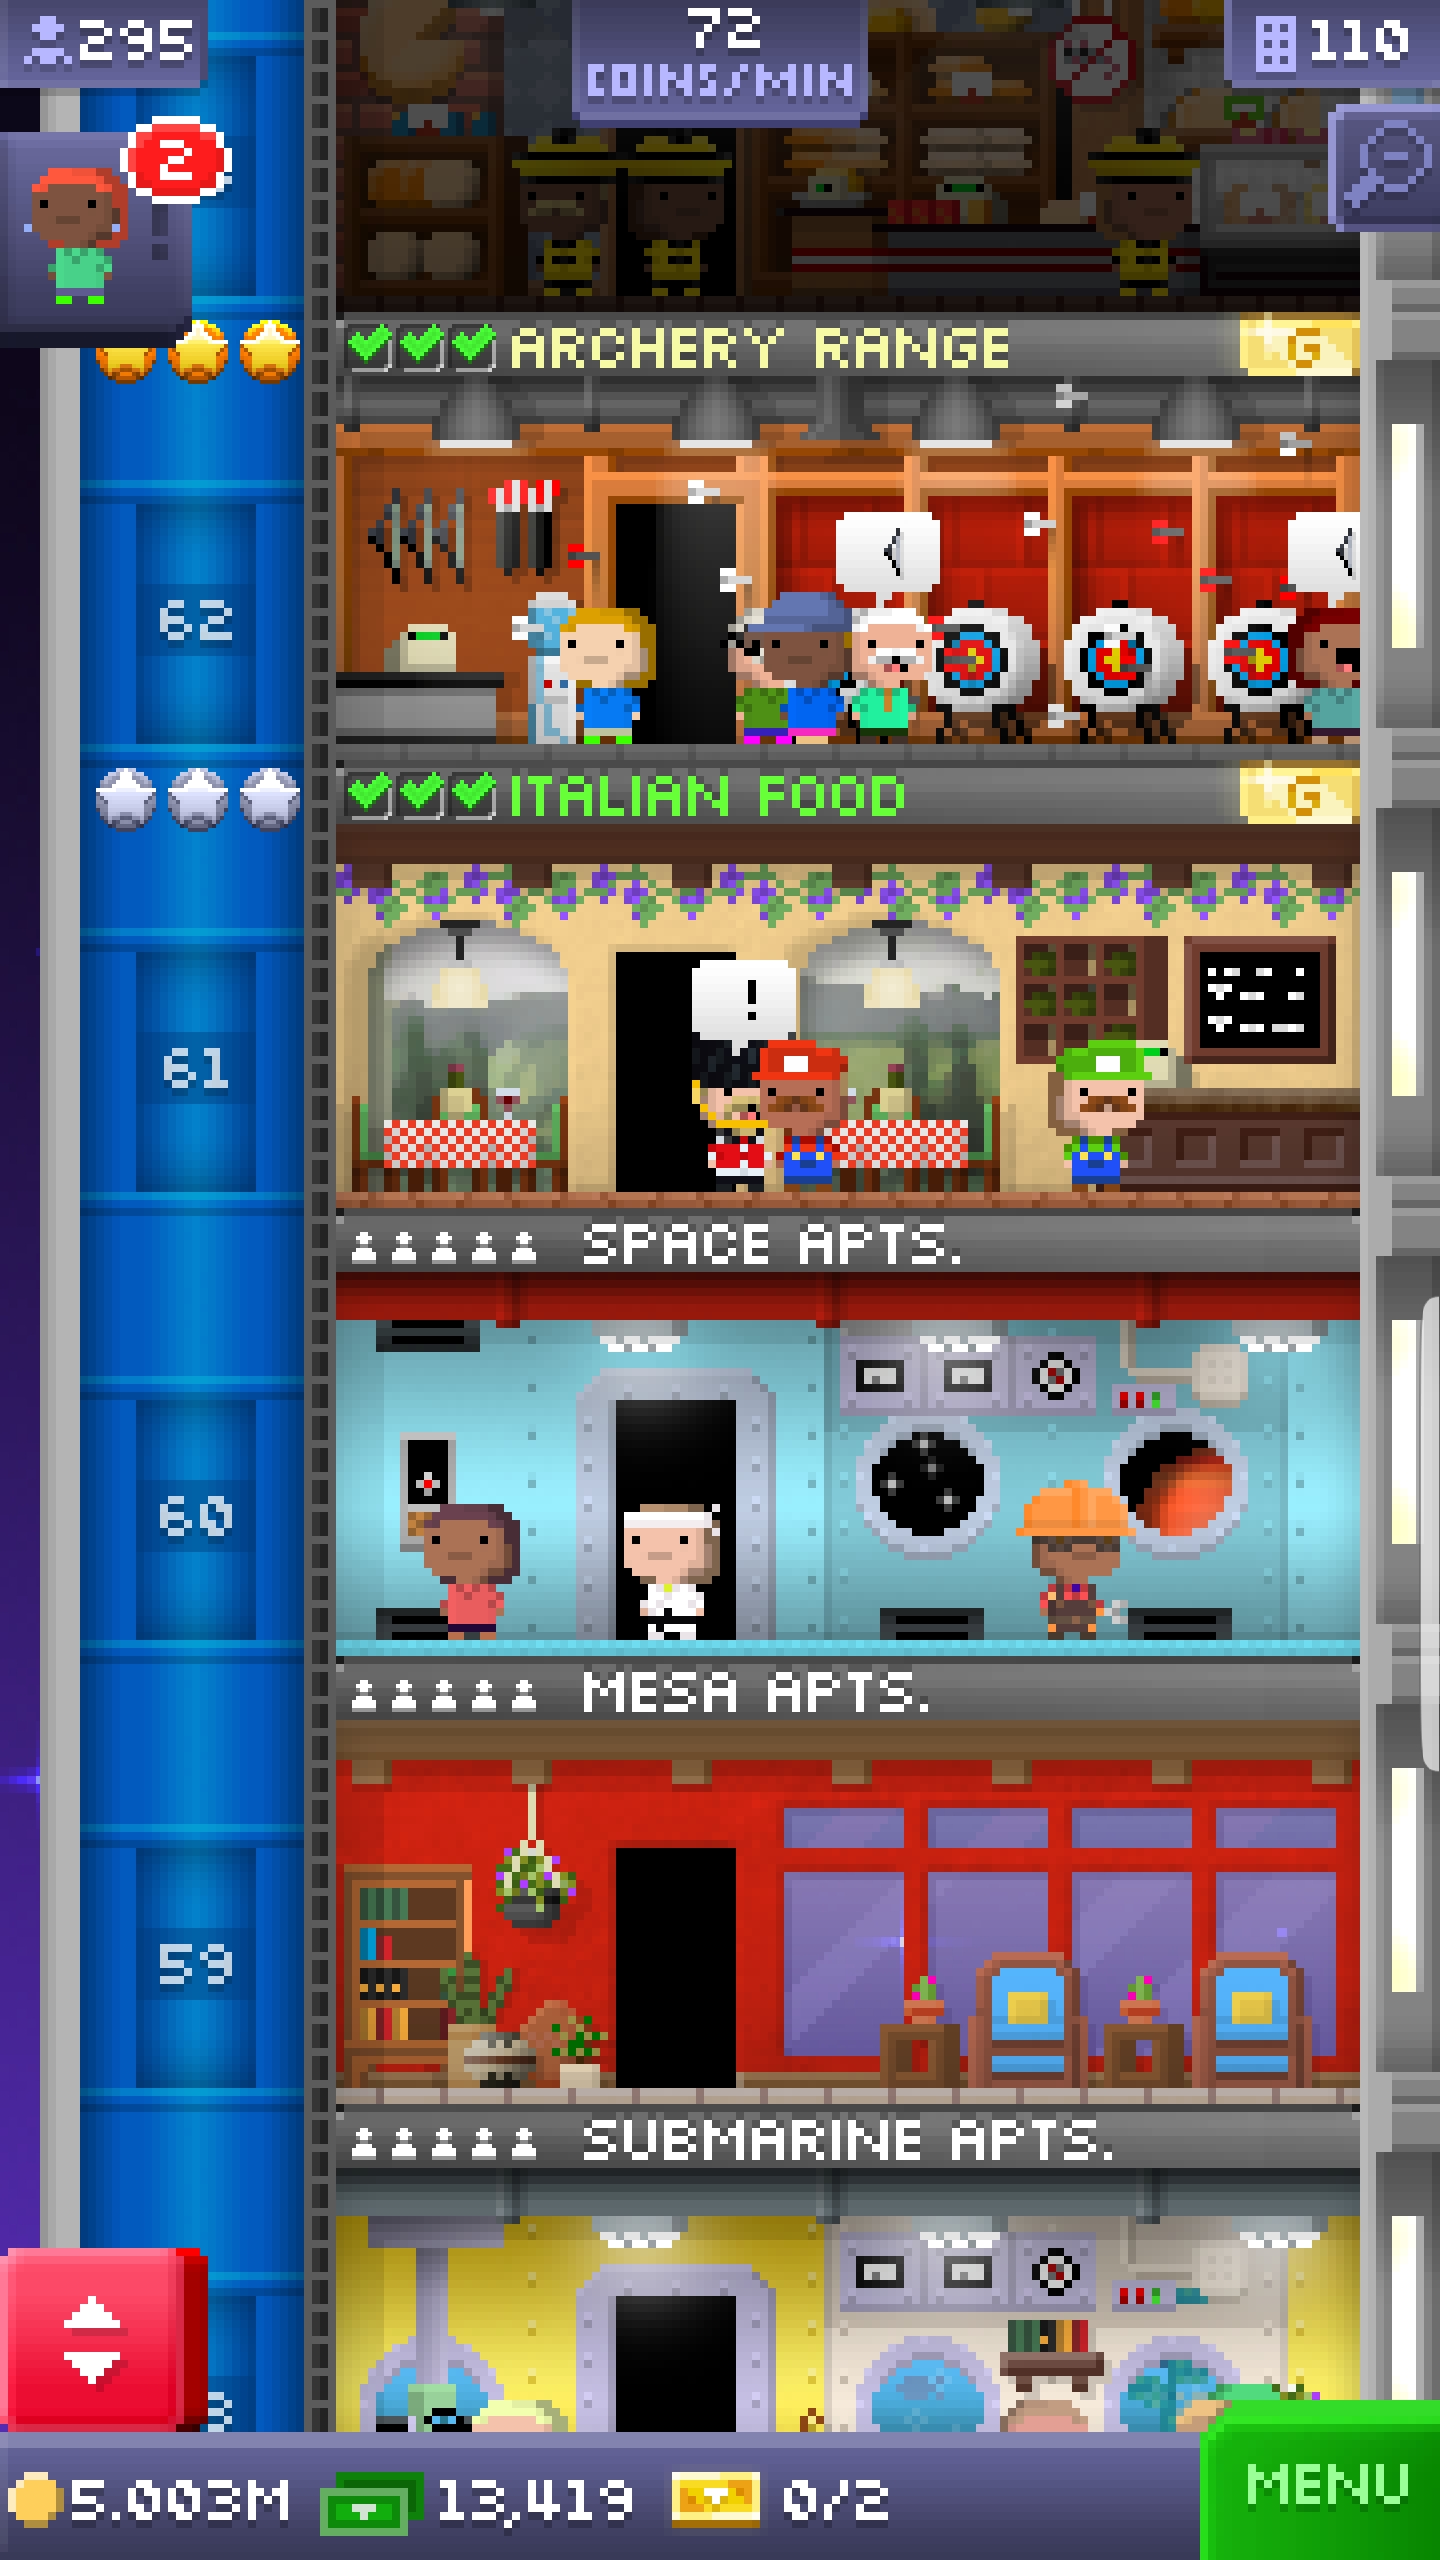 295
72
COINS/MIN
110
2
ARCHERY RANGE
G
62
ITALIAN FOOD
G
!
61
SPACE APTS.
60
MESA APTS.
59
SUBMARINE APTS.
5.003M
13,419
0/2
MENU